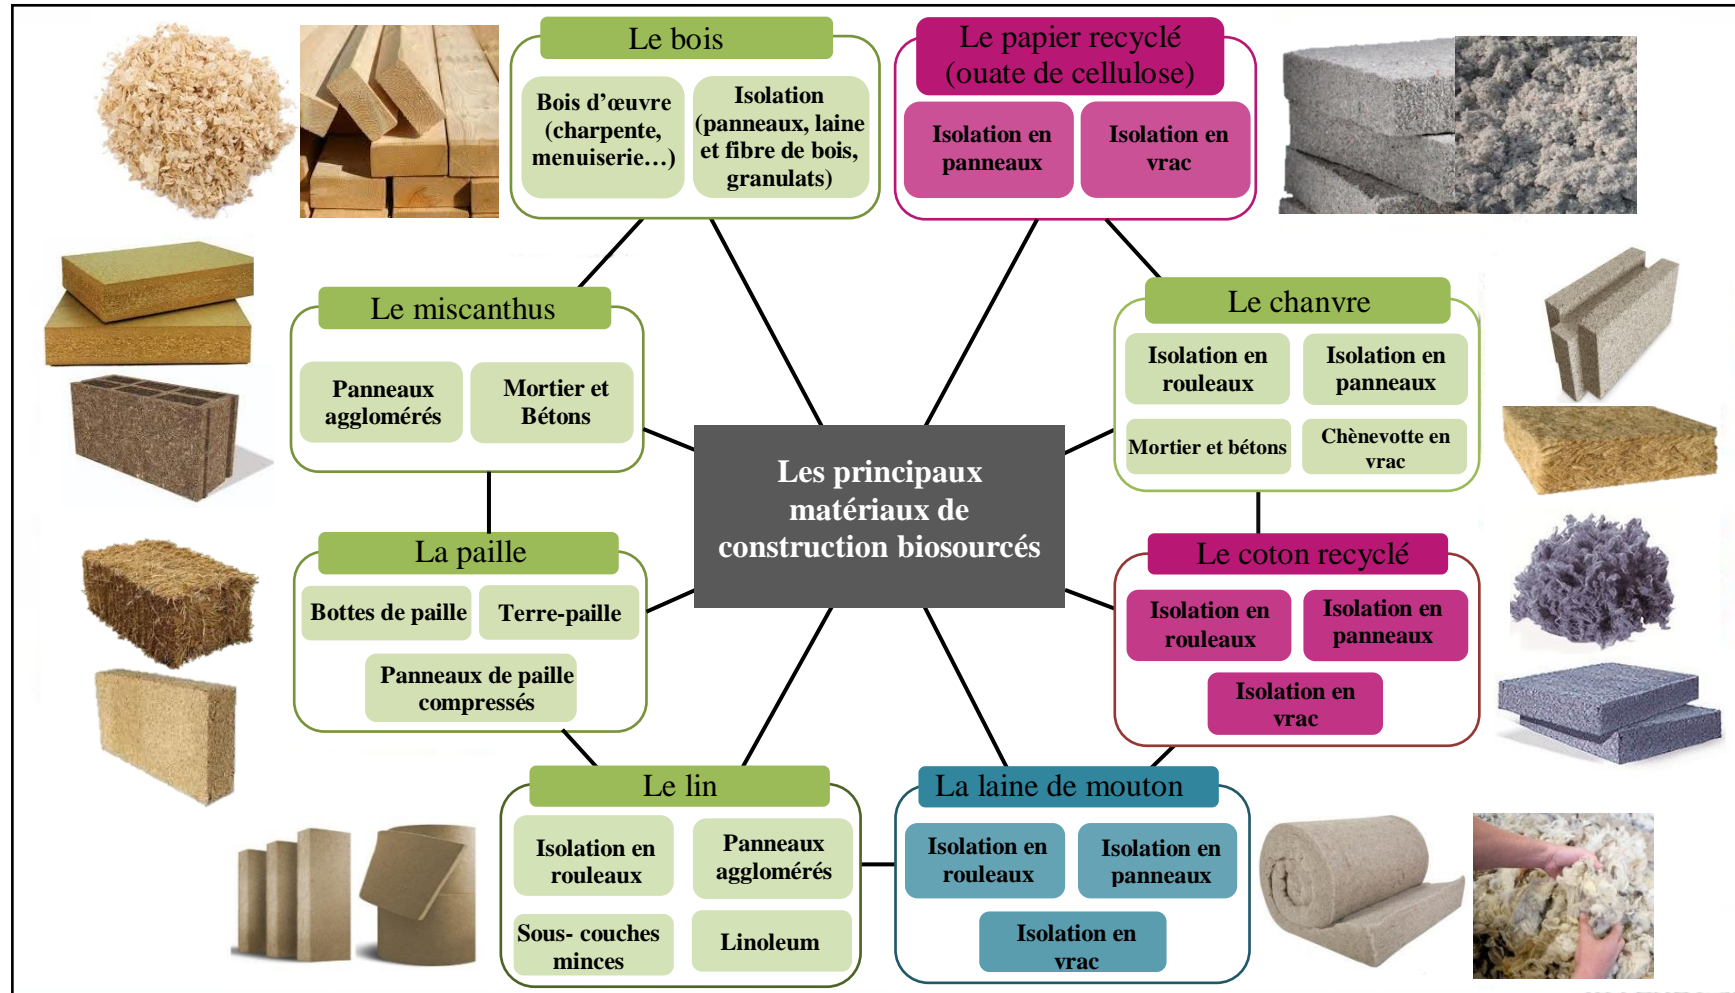 Le bois
Bois d’œuvre
(charpente,
menuiserie…)
Isolation
(panneaux, laine
et fibre de bois,
granulats)
Le papier recyclé
(ouate de cellulose)
Isolation en
panneaux
Isolation en
vrac
Le miscanthus
Panneaux
agglomérés
Mortier et
Bétons
Le chanvre
Isolation en
rouleaux
Isolation en
panneaux
Mortier et bétons
Chènevotte en
vrac
Les principaux
matériaux de
construction biosourcés
La paille
Bottes de paille
Terre-paille
Panneaux de paille
compressés
Le coton recyclé
Isolation en
rouleaux
Isolation en
panneaux
Isolation en
vrac
Le lin
Isolation en
rouleaux
Panneaux
agglomérés
Sous- couches
minces
Linoleum
La laine de mouton
Isolation en
rouleaux
Isolation en
panneaux
Isolation en
vrac